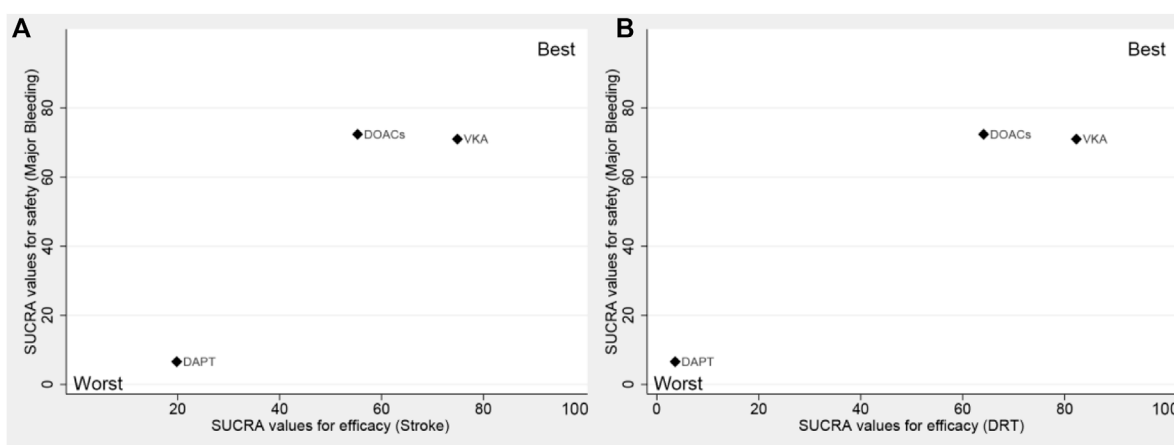 A
Best
SUCRA values for safety (Major Bleeding)
80
60
40
20
0
DOACs
VKA
DAPT
Worst
20
40
60
80
100
SUCRA values for efficacy (Stroke)
B
Best
SUCRA values for safety (Major Bleeding)
80
60
40
20
0
DOACs
VKA
DAPT
Worst
0
20
40
60
80
100
SUCRA values for efficacy (DRT)